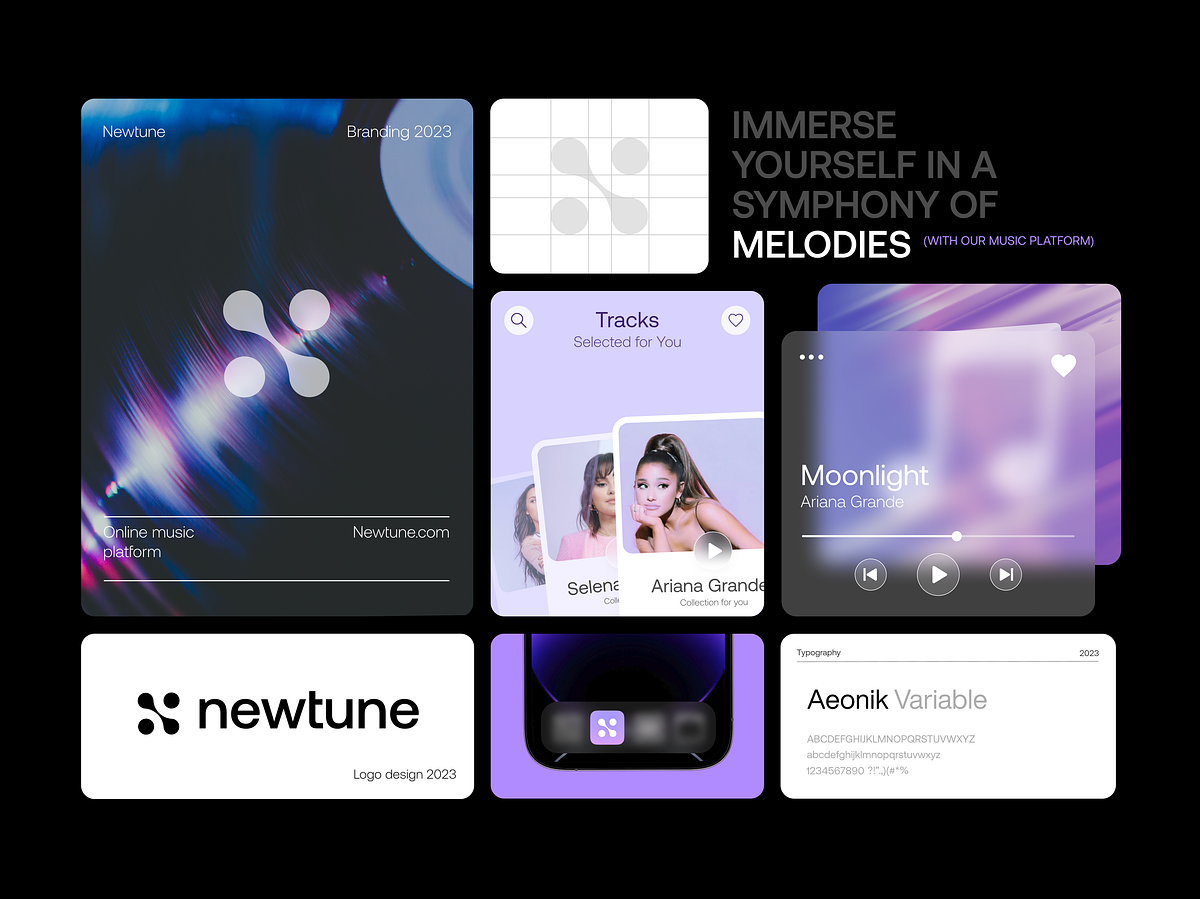 Newtune
Branding 2023
Online music
platform
Newtune.com
IMMERSE
YOURSELF IN A
SYMPHONY OF
MELODIES (WITH OUR MUSIC PLATFORM)
Tracks
Selected for You
Selena
Colle
Ariana Grande
Collection for you
Moonlight
Ariana Grande
newtune
Logo design 2023
Typography
2023
Aeonik Variable
ABCDEFGHIJKLMNOPQRSTUVWXYZ
abcdefghijklmnopqrstuvwxyz
1234567890 ?!".,)(#*%